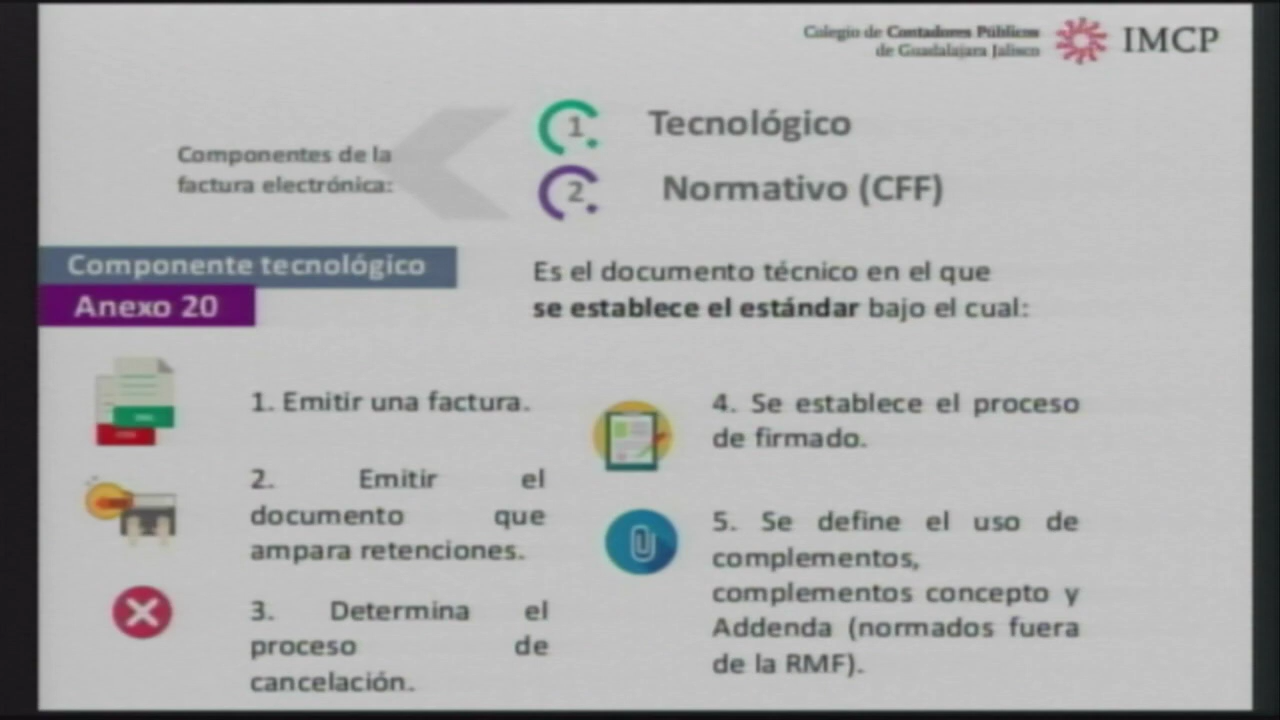 Colegio de Contadores Públicos
de Guadalajara Jalisco
IMCP
Componentes de la
factura electrónica:
1.
Tecnológico
2.
Normativo (CFF)
Componente tecnológico
Anexo 20
Es el documento técnico en el que
se establece el estándar bajo el cual:
1. Emitir una factura.
2. Emitir el
documento que
ampara retenciones.
3. Determina el
proceso de
cancelación.
4. Se establece el proceso
de firmado.
5. Se define el uso de
complementos,
complementos concepto y
Addenda (normados fuera
de la RMF).